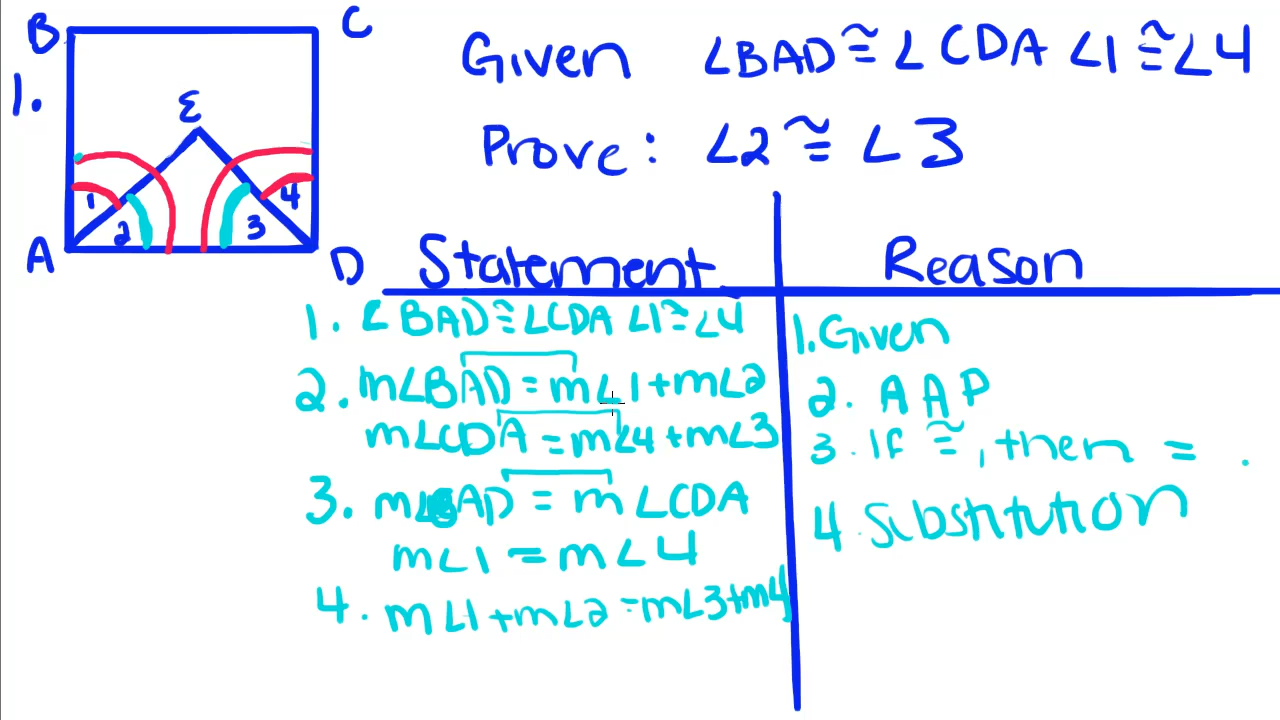 B
C
1.
E
1
4
2
3
A
D
Given ∠BAD ≅ ∠CDA ∠1 ≅ ∠4
Prove: ∠2 ≅ ∠3
Statement
Reason
1. ∠BAD ≅ ∠CDA ∠1 ≅ ∠4
1. Given
2. m∠BAD = m∠1 + m∠2
m∠CDA = m∠4 + m∠3
2. AAP
3. m∠BAD = m∠CDA
m∠1 = m∠4
3. If ≅, then = .
4. m∠1 + m∠2 = m∠3 + m4
4. Substitution